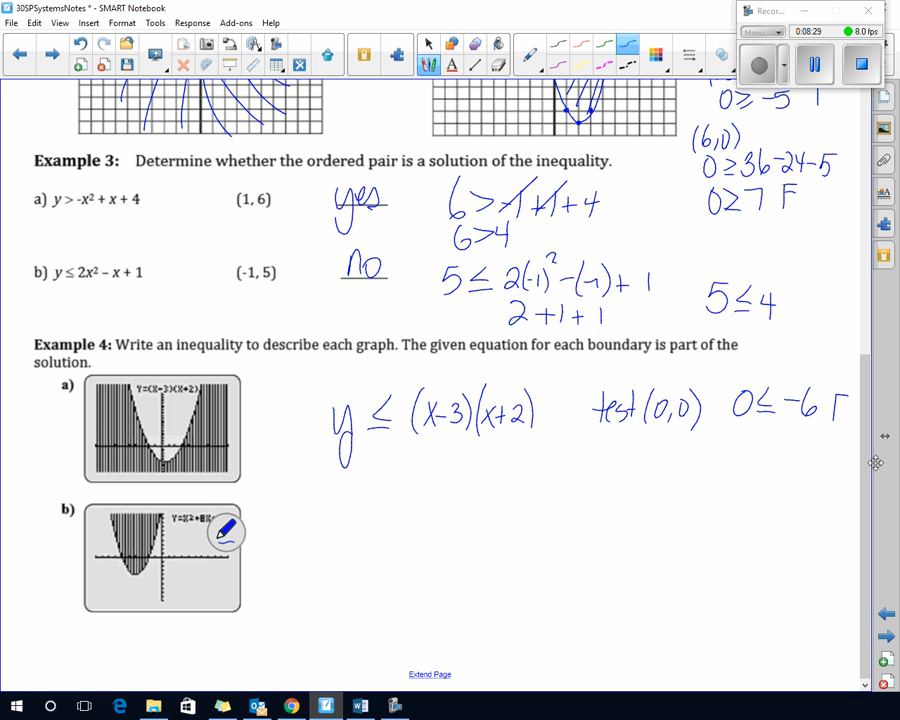 30SPSystemsNotes * - SMART Notebook
Recor...
File Edit View Insert Format Tools Response Add-ons Help
Menu 0:08:29 8.0 fps
0 ≥ -5
(6,0)
0 ≥ 36-24-5
0 ≥ 7 F
Example 3: Determine whether the ordered pair is a solution of the inequality.
a) y > -x² + x + 4 (1, 6) yes 6 > -1+1+4
6>4
b) y ≤ 2x² – x + 1 (-1, 5) no 5 ≤ 2(-1)² -(-1) + 1
2 +1 + 1
5 ≤ 4
Example 4: Write an inequality to describe each graph. The given equation for each boundary is part of the
solution.
a) Y=(X-3)(X+2) y ≤ (x-3)(x+2) test (0,0) 0 ≤ -6 F
b) Y=X²+8X
Extend Page